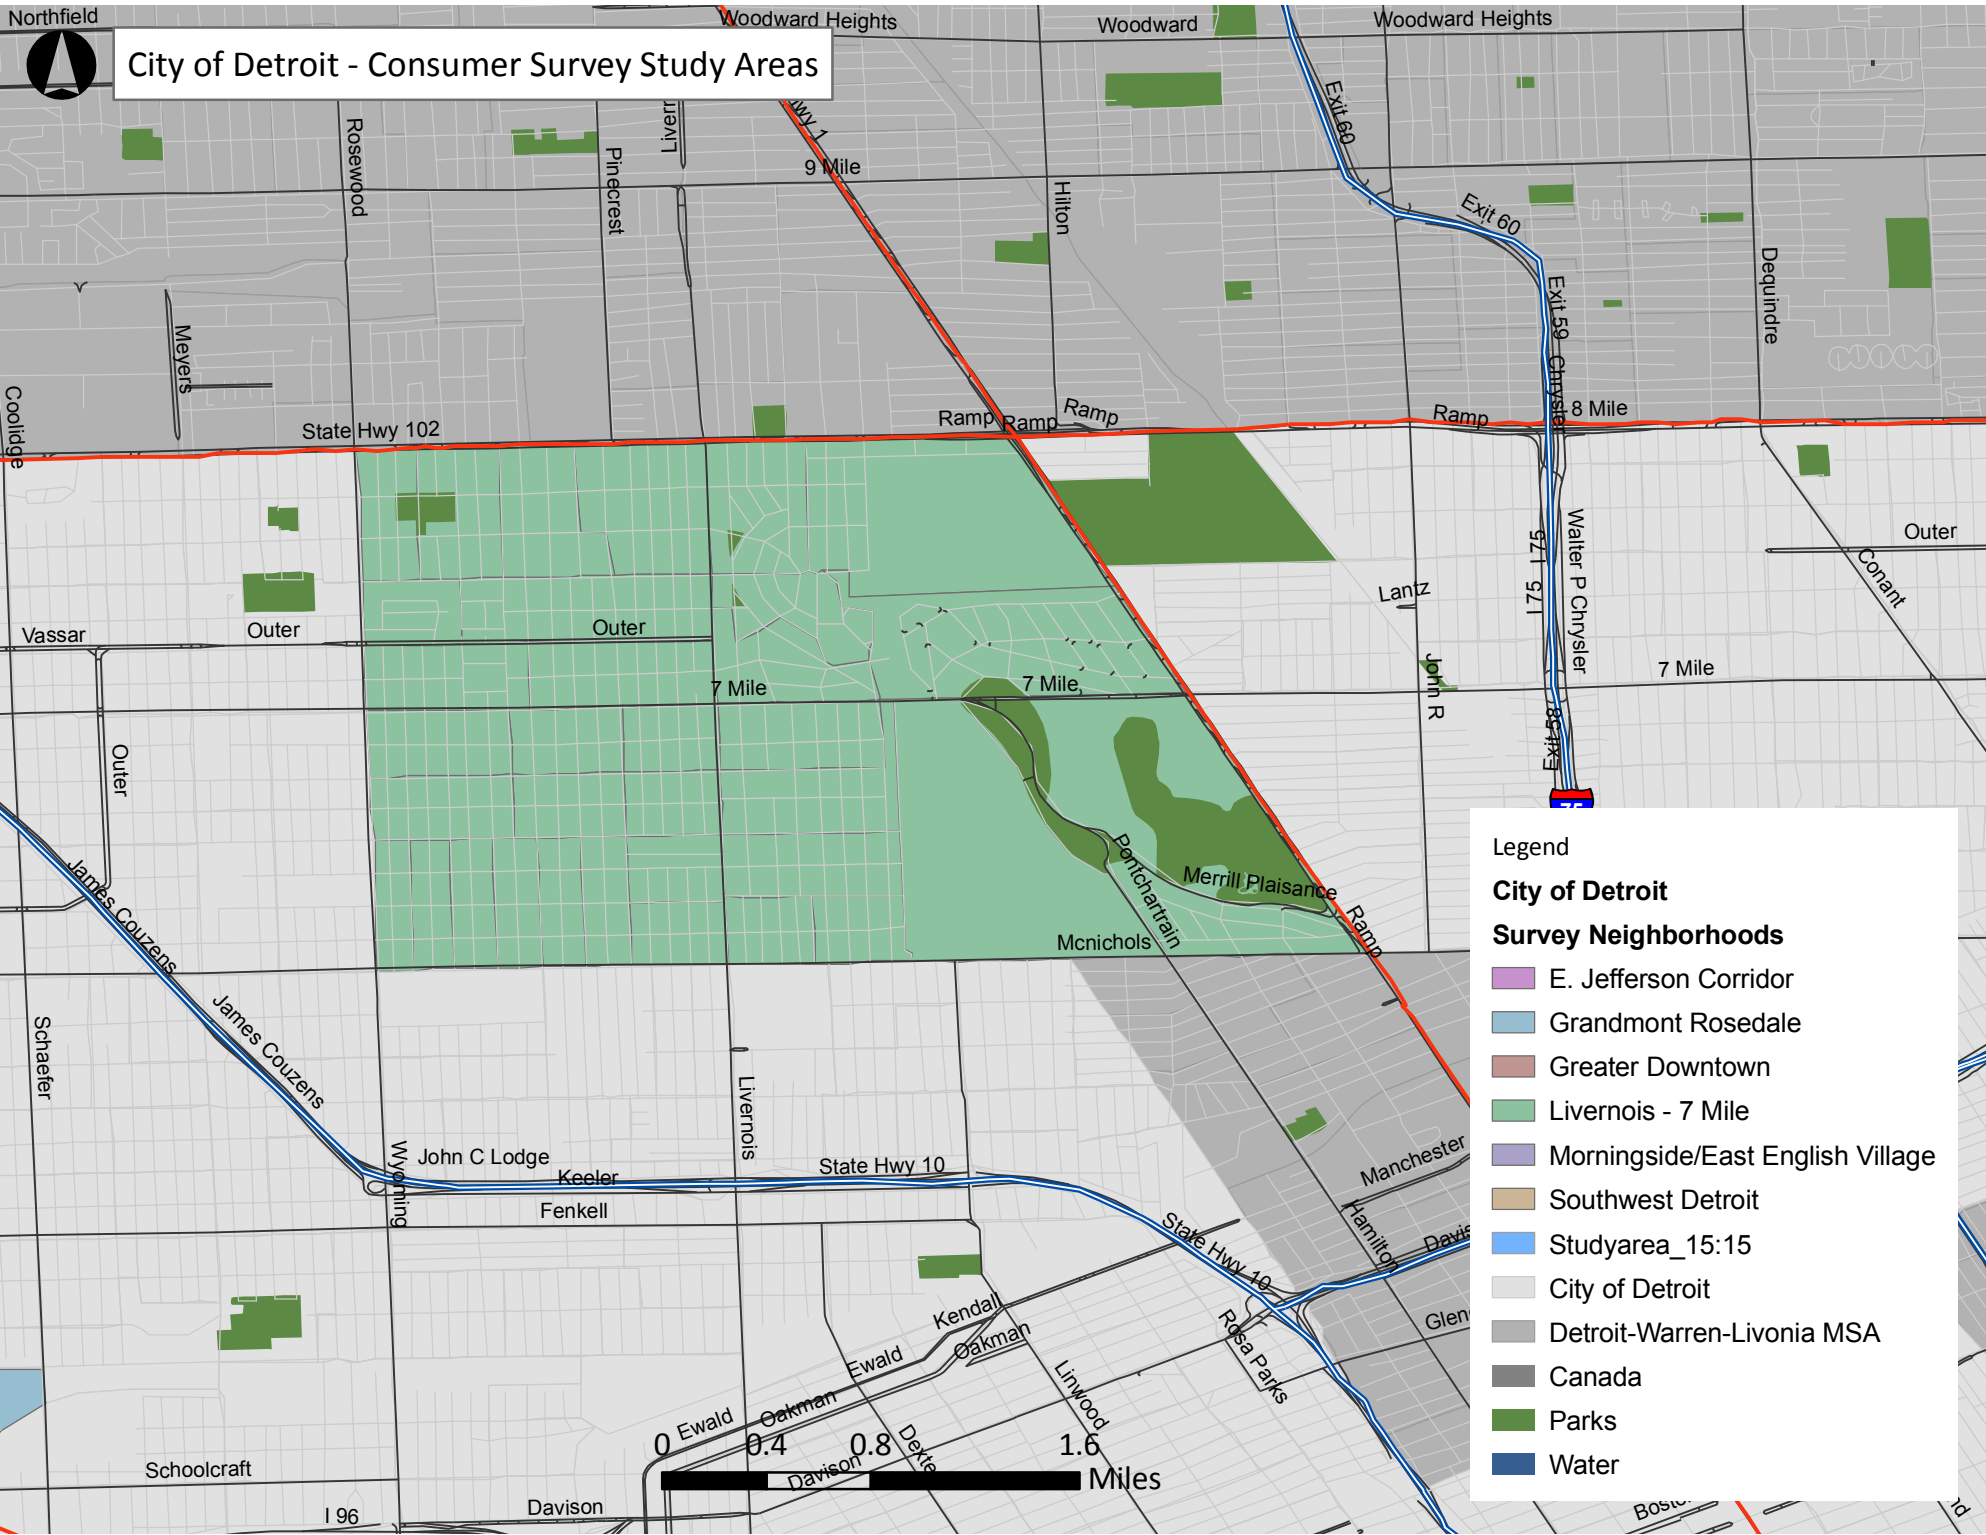 Northfield
Woodward Heights
Woodward
Woodward Heights
City of Detroit - Consumer Survey Study Areas
Rosewood
Pinecrest
9 Mile
Hilton
Exit 60
Exit 60
Exit 59
Chrysler
Dequindre
Meyers
Coolidge
State Hwy 102
Ramp
Ramp
Ramp
Ramp
8 Mile
Vassar
Outer
Outer
Outer
7 Mile
7 Mile
7 Mile
Lantz
John R
I 75
I 75
Walter P Chrysler
Exit 58
75
Outer
Conant
James Couzens
James Couzens
Pontchartrain
Merrill Plaisance
Mcnichols
Ramp
Schaefer
Livernois
Wyoming
John C Lodge
Keeler
State Hwy 10
Fenkell
State Hwy 10
Manchester
Hamilton
Kendall
Oakman
Ewald
Rosa Parks
Linwood
Ewald
Oakman
Davison
Schoolcraft
I 96
Davison
0 0.4 0.8 1.6
Miles
Legend
City of Detroit
Survey Neighborhoods
E. Jefferson Corridor
Grandmont Rosedale
Greater Downtown
Livernois - 7 Mile
Morningside/East English Village
Southwest Detroit
Studyarea_15:15
City of Detroit
Detroit-Warren-Livonia MSA
Canada
Parks
Water